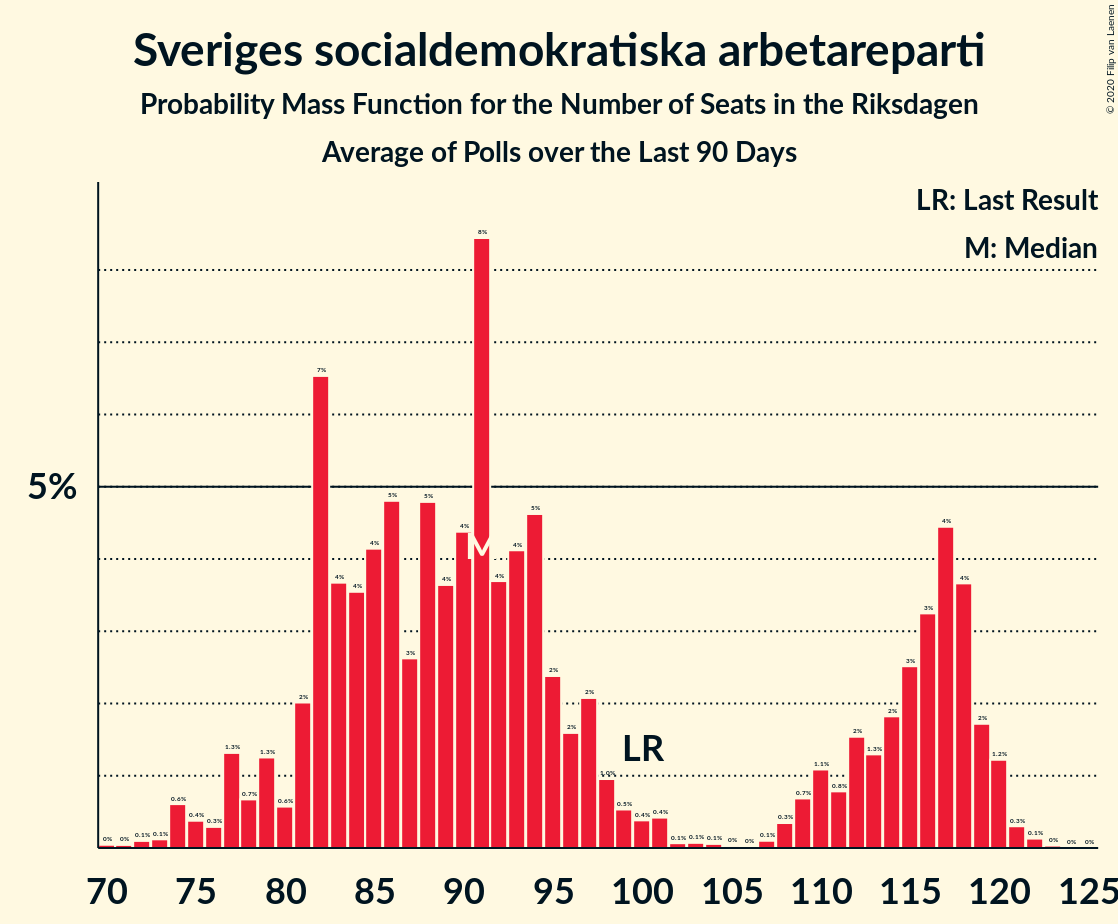 Sveriges socialdemokratiska arbetareparti
Probability Mass Function for the Number of Seats in the Riksdagen
Average of Polls over the Last 90 Days
© 2020 Filip van Laenen
LR: Last Result
M: Median
5%
0% 0% 0.1% 0.1% 0.6% 0.4% 0.3% 1.3% 0.7% 1.3% 0.6% 2% 7% 4% 4% 4% 5% 3% 5% 4% 4% 8% 4% 4% 5% 2% 2% 2% 1.0% 0.5% 0.4% 0.4% 0.1% 0.1% 0.1% 0% 0% 0.1% 0.3% 0.7% 1.1% 0.8% 2% 1.3% 2% 3% 3% 4% 4% 2% 1.2% 0.3% 0.1% 0% 0% 0%
M
LR
70 75 80 85 90 95 100 105 110 115 120 125